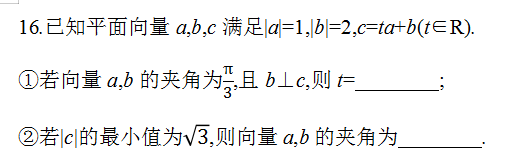 16.已知平面向量 a,b,c 满足|a|=1,|b|=2,c=ta+b(t∈R).
①若向量 a,b 的夹角为π/3,且 b⊥c,则 t=________;
②若|c|的最小值为√3,则向量 a,b 的夹角为________.